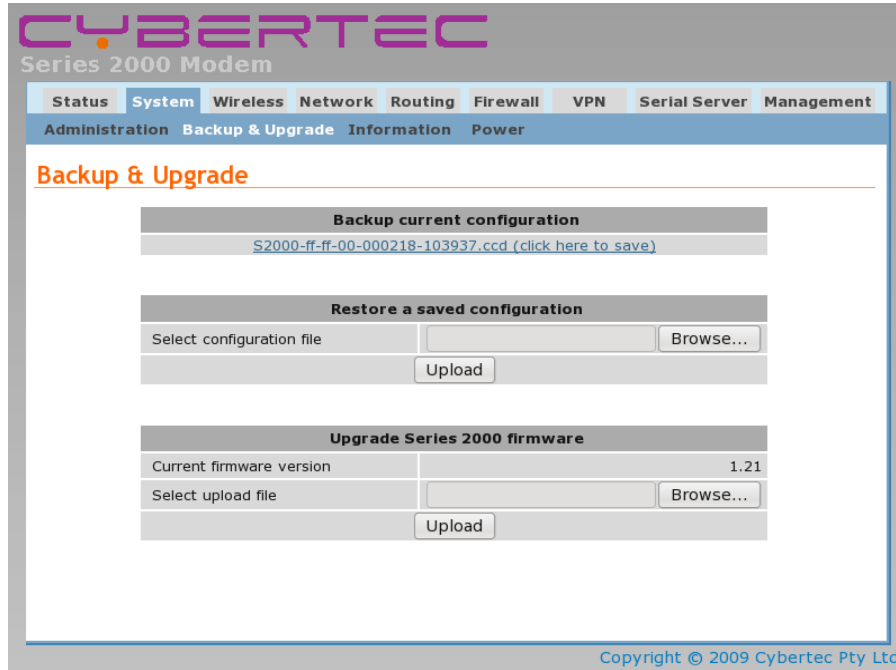 CYBERTEC
Series 2000 Modem
Status System Wireless Network Routing Firewall VPN Serial Server Management
Administration Backup & Upgrade Information Power
Backup & Upgrade
Backup current configuration
S2000-ff-ff-00-000218-103937.ccd (click here to save)
Restore a saved configuration
Select configuration file Browse...
Upload
Upgrade Series 2000 firmware
Current firmware version 1.21
Select upload file Browse...
Upload
Copyright © 2009 Cybertec Pty Ltd